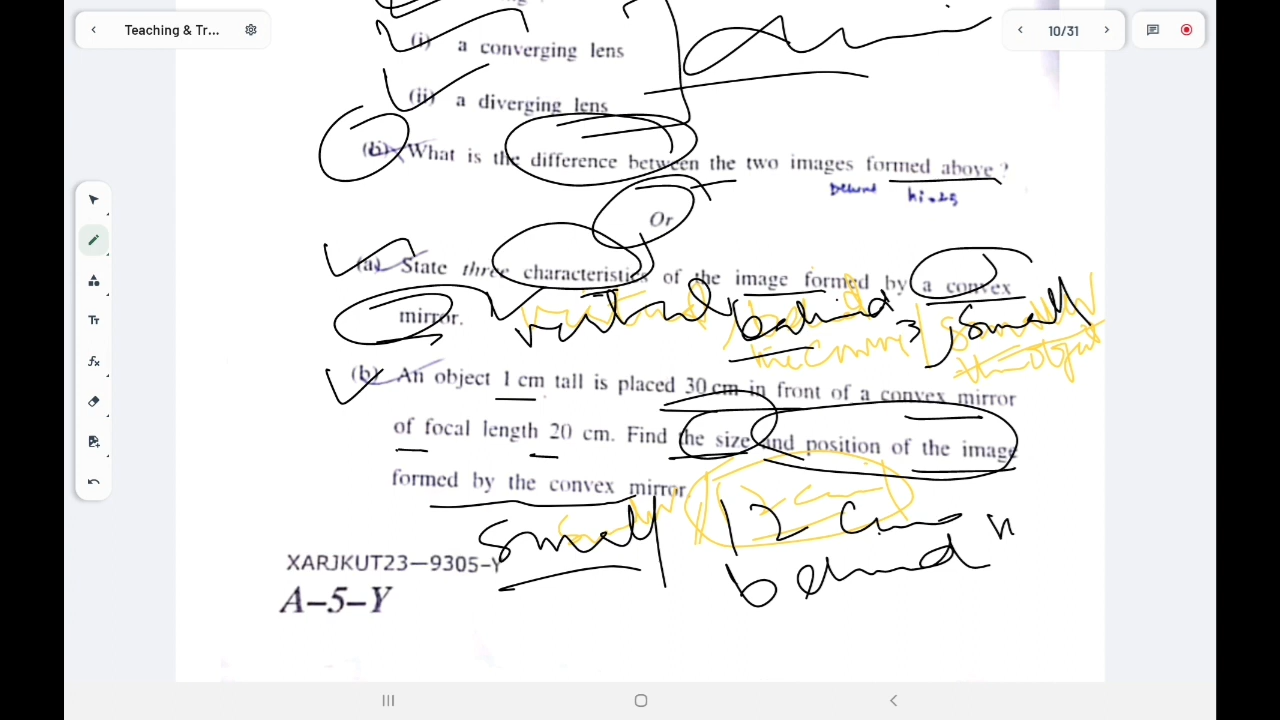 Teaching & Tr...
10/31
(i) a converging lens
(ii) a diverging lens
(b) What is the difference between the two images formed above ?
Or
(a) State three characteristics of the image formed by a convex
mirror.
virtual, behind, small
(b) An object 1 cm tall is placed 30 cm in front of a convex mirror
of focal length 20 cm. Find the size and position of the image
formed by the convex mirror
small 12 cm
behind
XARJKUT23—9305-Y
A–5–Y
Tr
fx